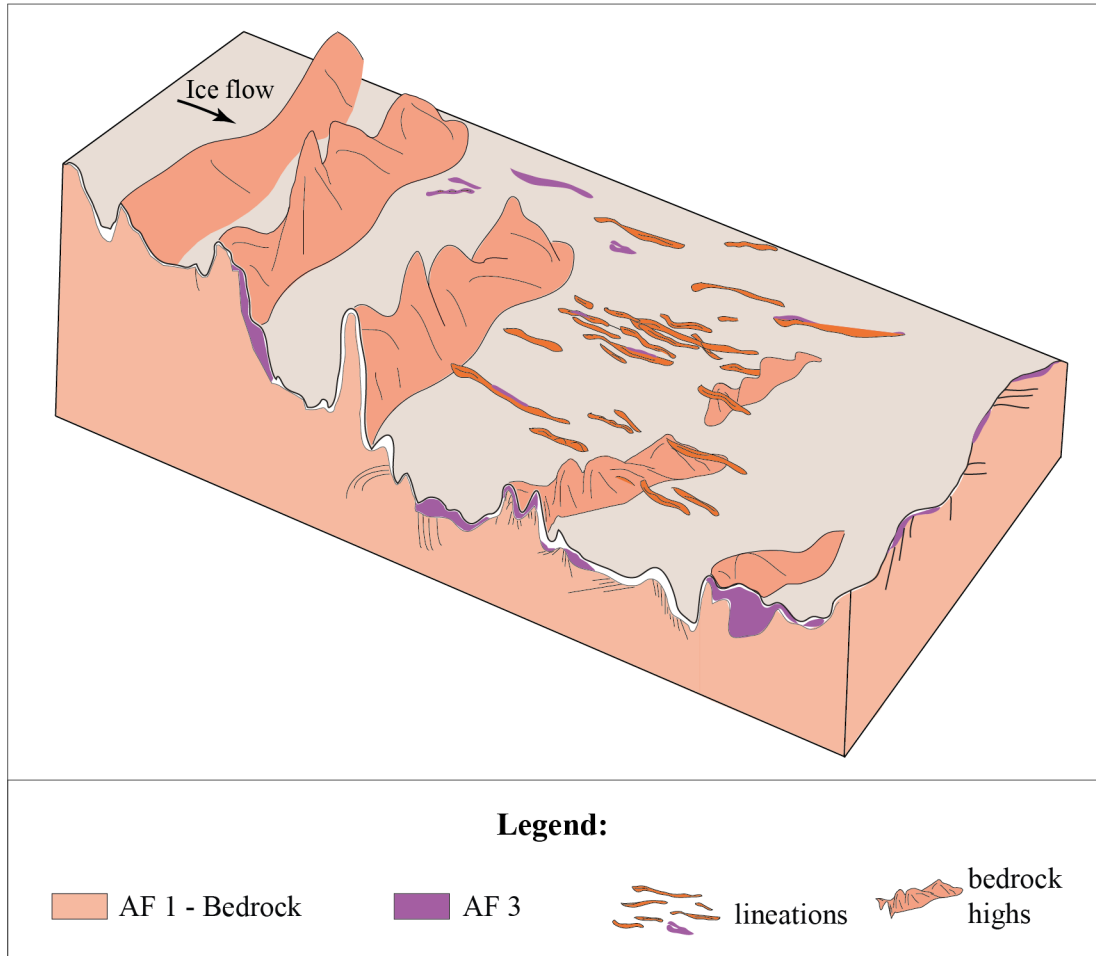 Ice flow
Legend:
AF 1 - Bedrock
AF 3
lineations
bedrock
highs